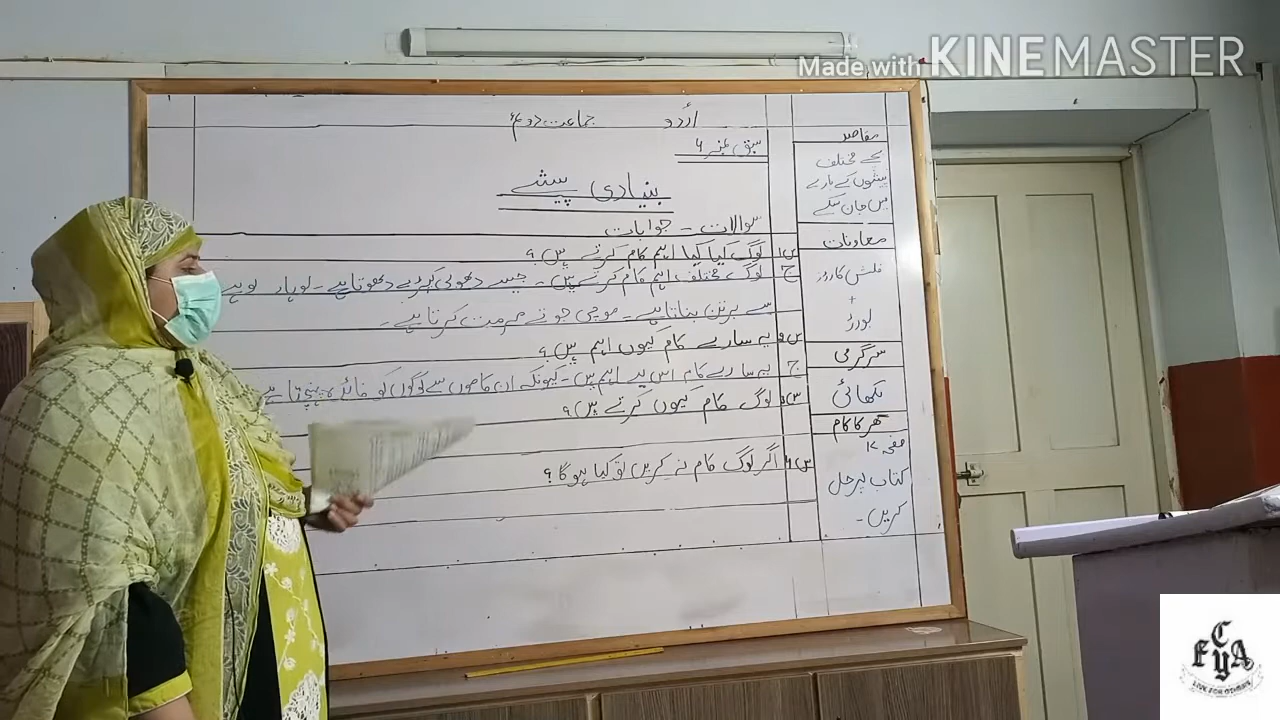 Made with KINEMASTER
اُردو جماعت دوم
سبق نمبر ۶
بنیادی پیشے
سوالات - جوابات
س۱ لوگ کیا کیا اہم کام کرتے ہیں؟
ج لوگ مختلف اہم کام کرتے ہیں۔ جیسے دھوبی کپڑے دھوتا ہے۔ لوہار لوہے
سے برتن بناتا ہے۔ موچی جوتے مرمت کرتا ہے۔
س۲ یہ سارے کام کیوں اہم ہیں؟
ج یہ سارے کام اس لیے اہم ہیں۔ کیونکہ ان کاموں سے لوگوں کو فائدہ پہنچتا ہے
س۳ لوگ کام کیوں کرتے ہیں؟
س۴ اگر لوگ کام نہ کریں تو کیا ہوگا؟
مقاصد
بچے مختلف
پیشوں کے بارے
میں جان سکے
معاونات
فلش کارڈز
+
بورڈ
سرگرمی
لکھائی
گھر کا کام
صفحہ ۱۷
کتاب پر حل
کریں۔
F C Y A
LIVE FOR OTHERS